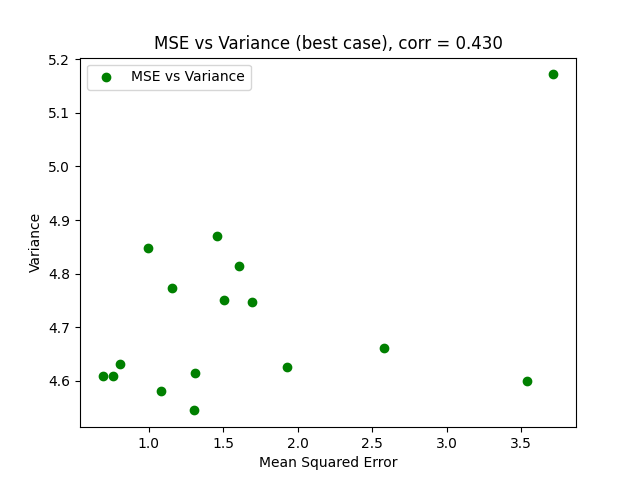 MSE vs Variance (best case), corr = 0.430
MSE vs Variance
5.2
5.1
5.0
4.9
4.8
4.7
4.6
Variance
1.0 1.5 2.0 2.5 3.0 3.5
Mean Squared Error